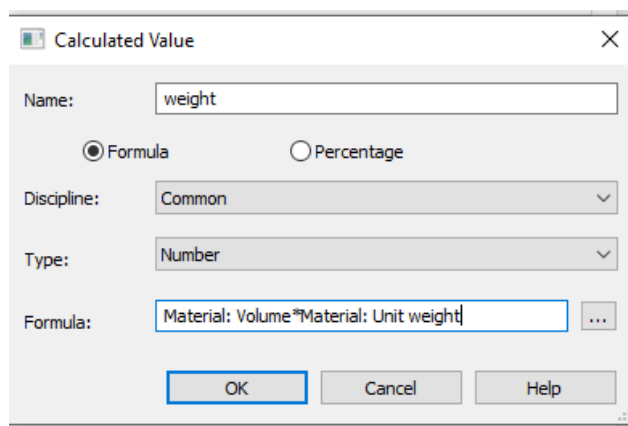 Calculated Value
Name: weight
Formula Percentage
Discipline: Common
Type: Number
Formula: Material: Volume*Material: Unit weight ...
OK Cancel Help